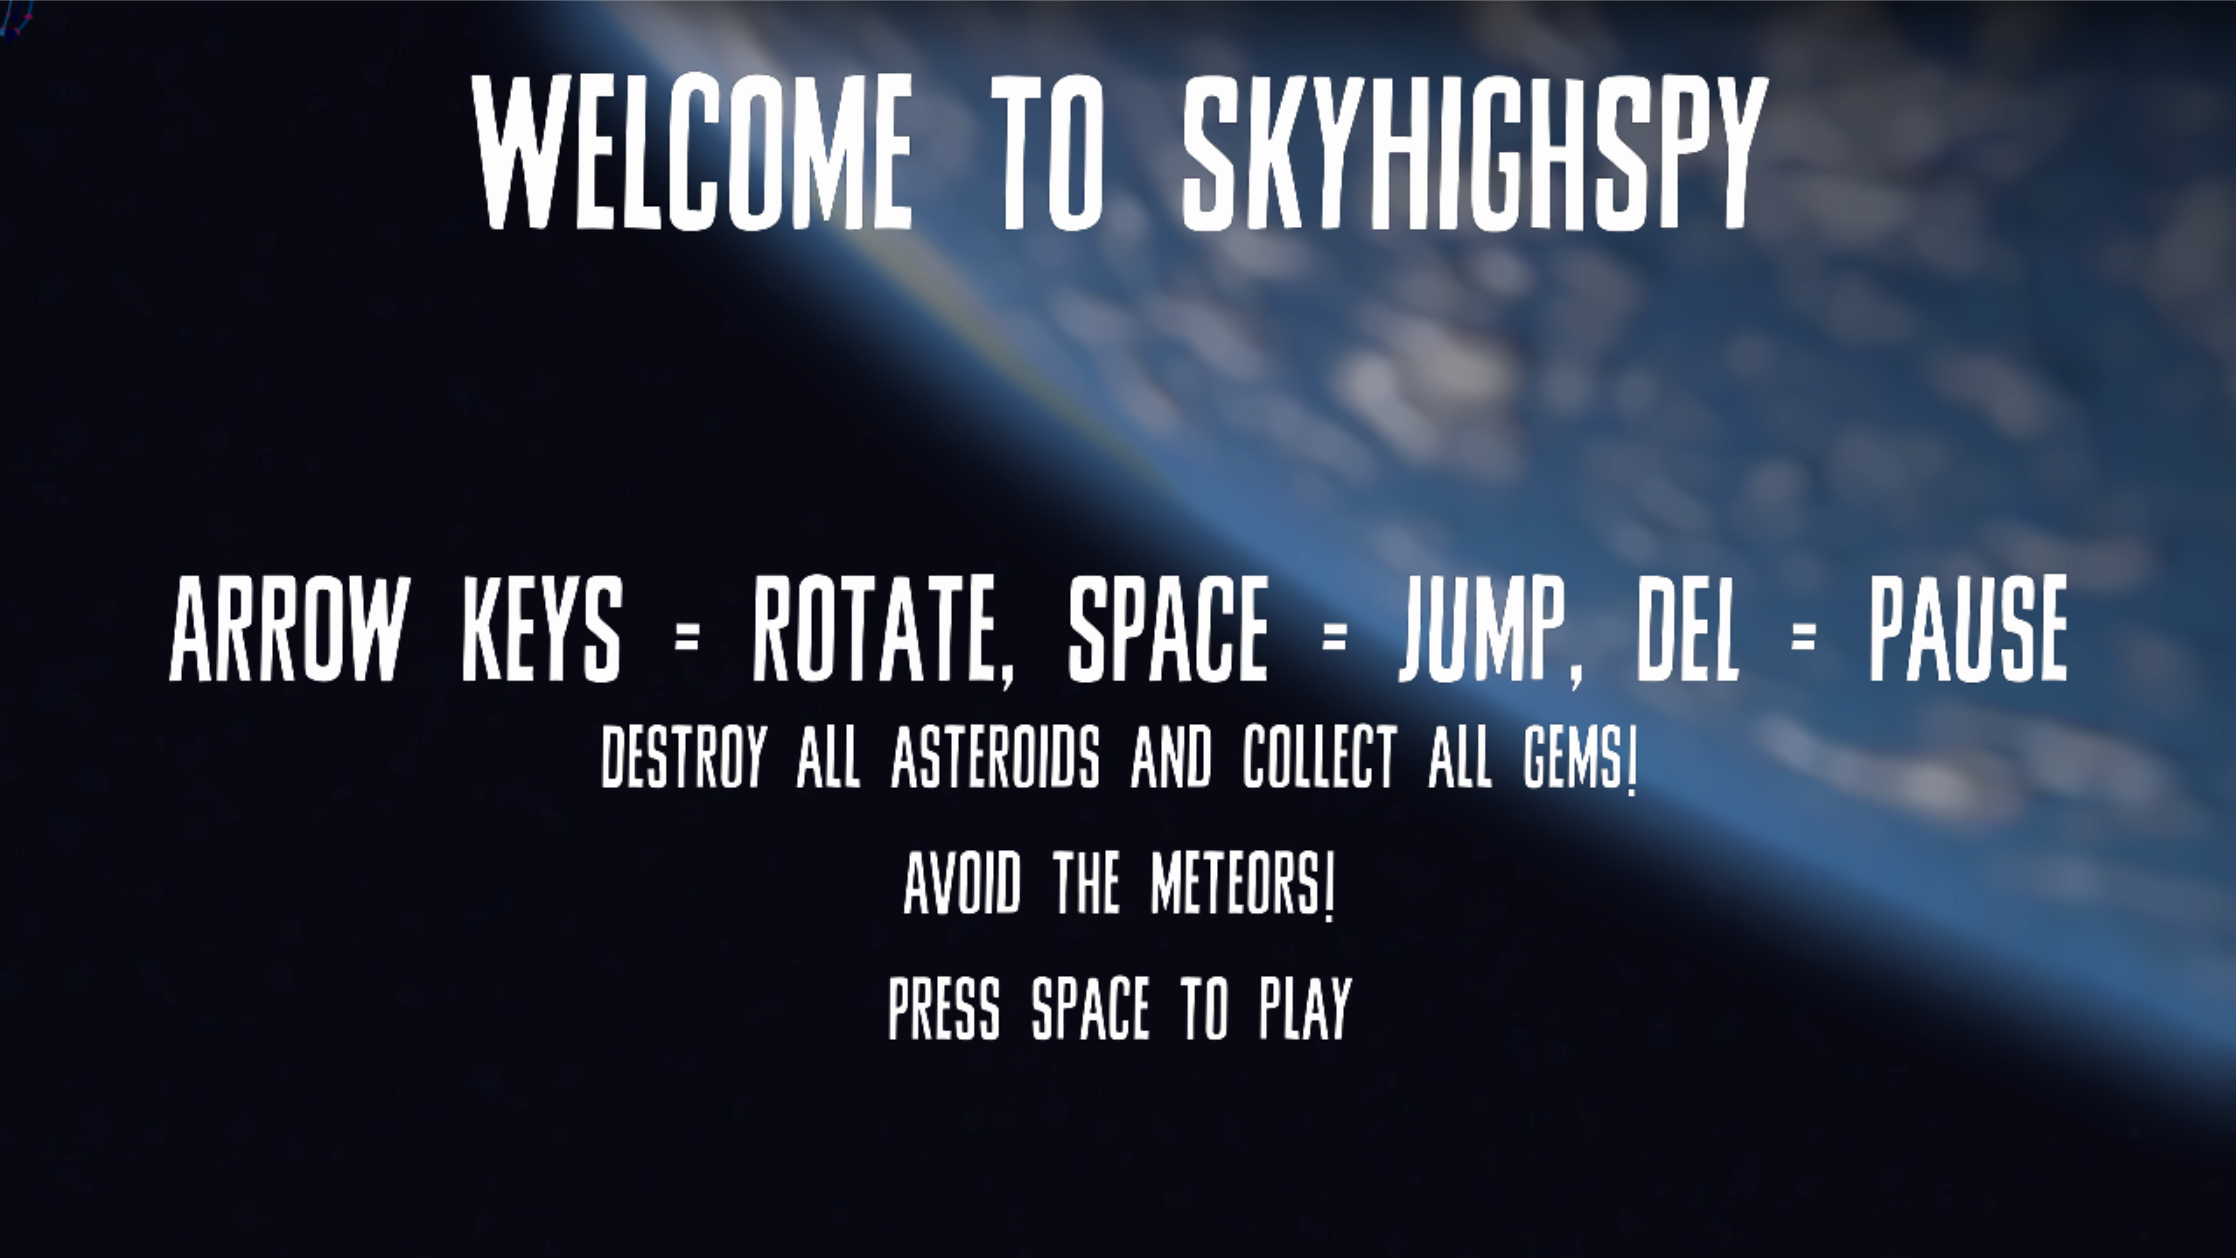 WELCOME TO SKYHIGHSPY
ARROW KEYS = ROTATE, SPACE = JUMP, DEL = PAUSE
DESTROY ALL ASTEROIDS AND COLLECT ALL GEMS!
AVOID THE METEORS!
PRESS SPACE TO PLAY